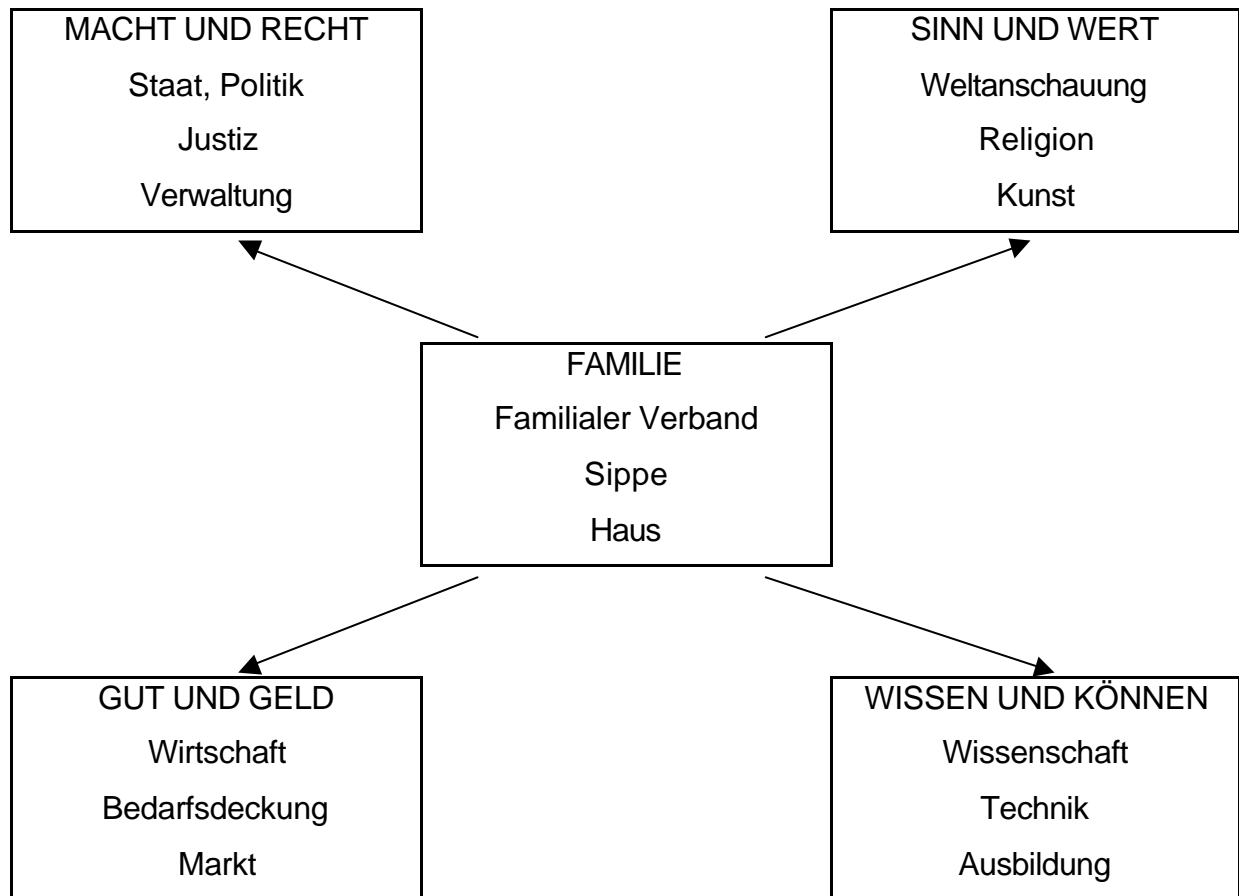 MACHT UND RECHT
Staat, Politik
Justiz
Verwaltung
SINN UND WERT
Weltanschauung
Religion
Kunst
FAMILIE
Familialer Verband
Sippe
Haus
GUT UND GELD
Wirtschaft
Bedarfsdeckung
Markt
WISSEN UND KÖNNEN
Wissenschaft
Technik
Ausbildung